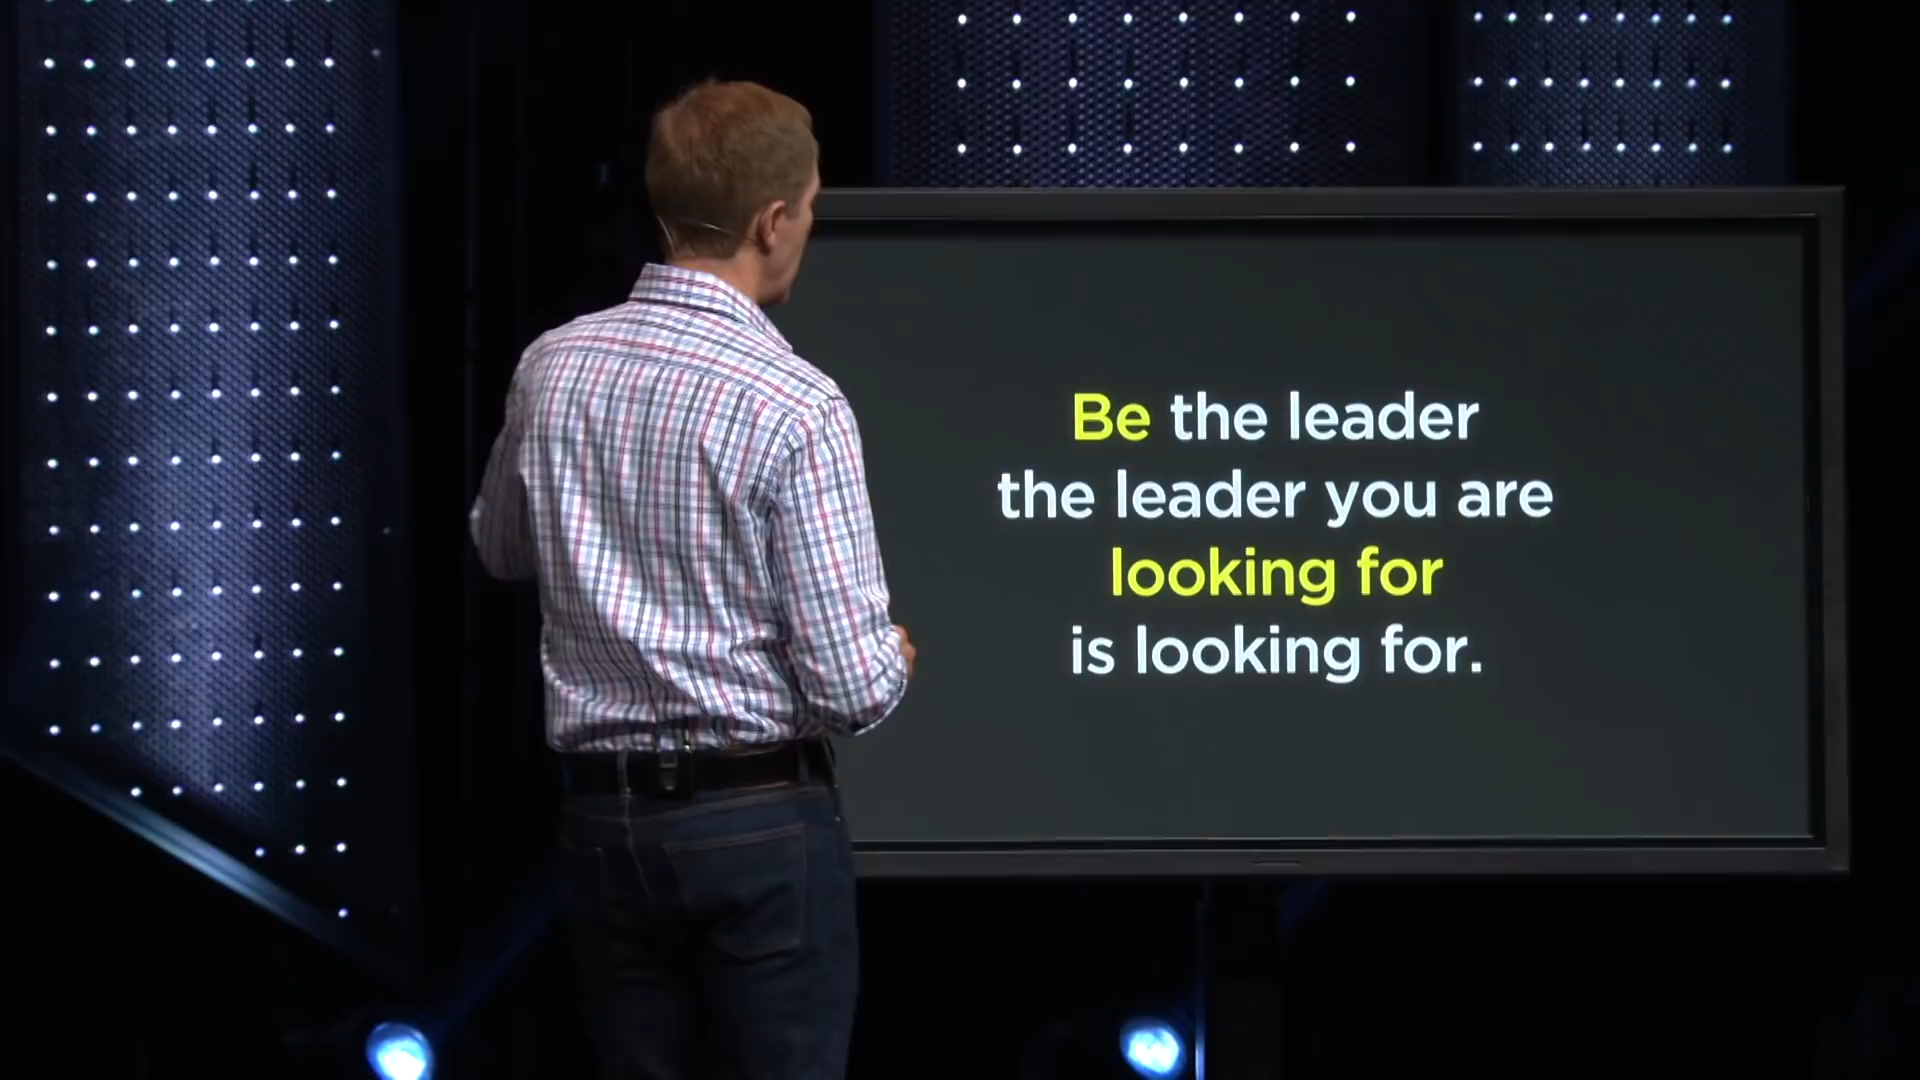 Be the leader
the leader you are
looking for
is looking for.